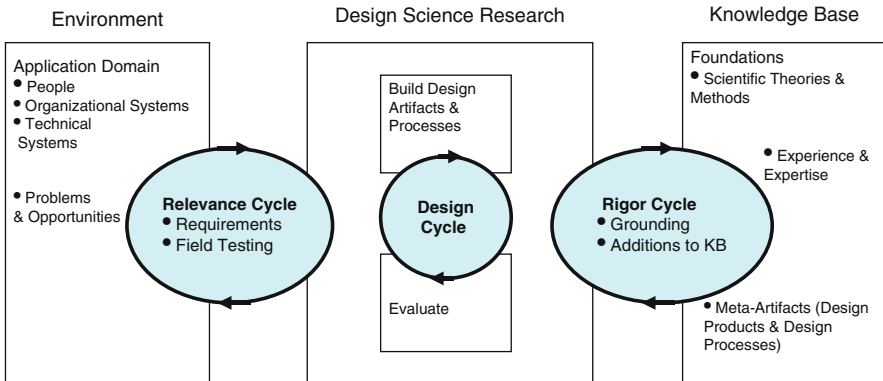 Environment
Design Science Research
Knowledge Base
Application Domain
• People
• Organizational Systems
• Technical
Systems
• Problems
& Opportunities
Relevance Cycle
• Requirements
• Field Testing
Build Design
Artifacts &
Processes
Design
Cycle
Evaluate
Rigor Cycle
• Grounding
• Additions to KB
Foundations
• Scientific Theories &
Methods
• Experience &
Expertise
• Meta-Artifacts (Design
Products & Design
Processes)